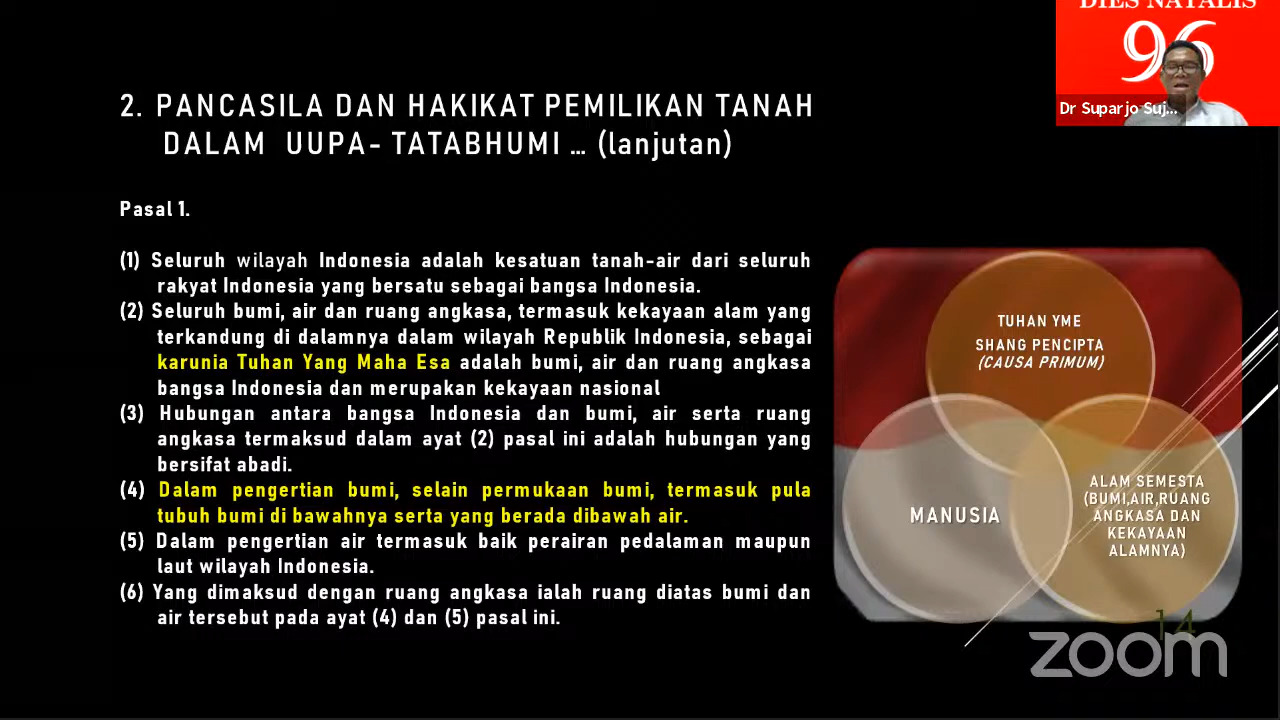 DIES NATALIS
96
Dr Suparjo Suj...
2. PANCASILA DAN HAKIKAT PEMILIKAN TANAH
DALAM UUPA- TATABHUMI ... (lanjutan)
Pasal 1.
(1) Seluruh wilayah Indonesia adalah kesatuan tanah-air dari seluruh
rakyat Indonesia yang bersatu sebagai bangsa Indonesia.
(2) Seluruh bumi, air dan ruang angkasa, termasuk kekayaan alam yang
terkandung di dalamnya dalam wilayah Republik Indonesia, sebagai
karunia Tuhan Yang Maha Esa adalah bumi, air dan ruang angkasa
bangsa Indonesia dan merupakan kekayaan nasional
(3) Hubungan antara bangsa Indonesia dan bumi, air serta ruang
angkasa termaksud dalam ayat (2) pasal ini adalah hubungan yang
bersifat abadi.
(4) Dalam pengertian bumi, selain permukaan bumi, termasuk pula
tubuh bumi di bawahnya serta yang berada dibawah air.
(5) Dalam pengertian air termasuk baik perairan pedalaman maupun
laut wilayah Indonesia.
(6) Yang dimaksud dengan ruang angkasa ialah ruang diatas bumi dan
air tersebut pada ayat (4) dan (5) pasal ini.
TUHAN YME
SHANG PENCIPTA
(CAUSA PRIMUM)
MANUSIA
ALAM SEMESTA
(BUMI,AIR,RUANG
ANGKASA DAN
KEKAYAAN
ALAMNYA)
14
zoom